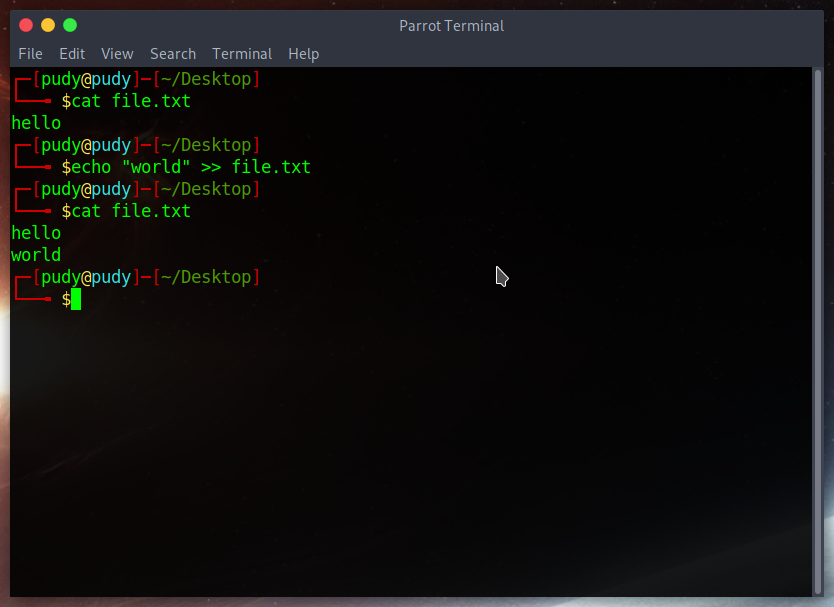 Parrot Terminal
File Edit View Search Terminal Help
┌─[pudy@pudy]─[~/Desktop]
└──╼ $cat file.txt
hello
┌─[pudy@pudy]─[~/Desktop]
└──╼ $echo "world" >> file.txt
┌─[pudy@pudy]─[~/Desktop]
└──╼ $cat file.txt
hello
world
┌─[pudy@pudy]─[~/Desktop]
└──╼ $